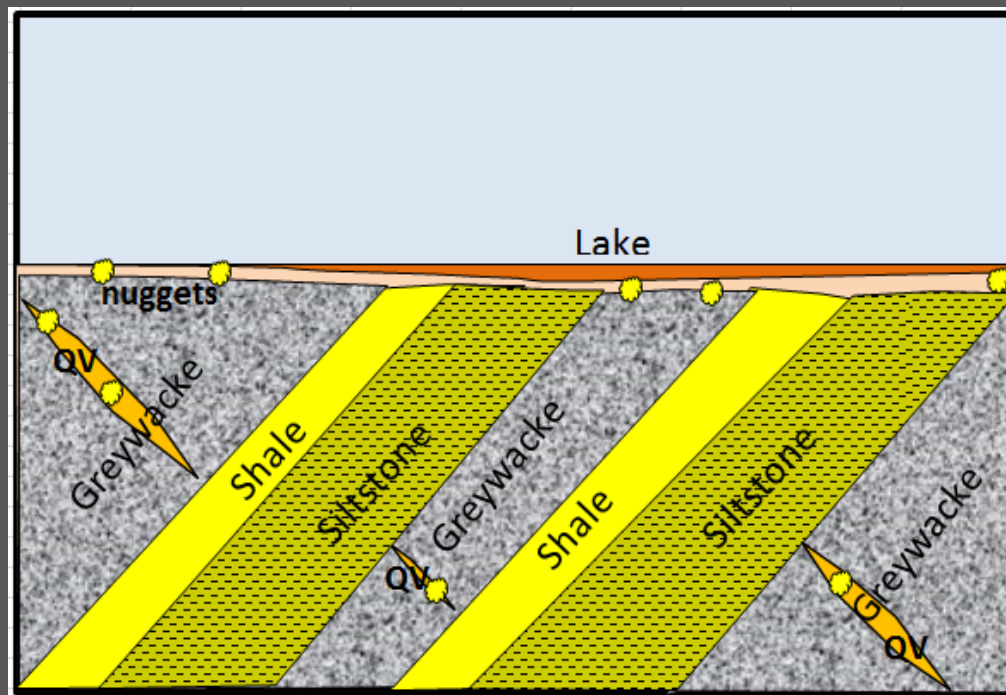 Lake
nuggets
QV
Greywacke
Shale
Siltstone
QV
Greywacke
Shale
Siltstone
Greywacke
QV